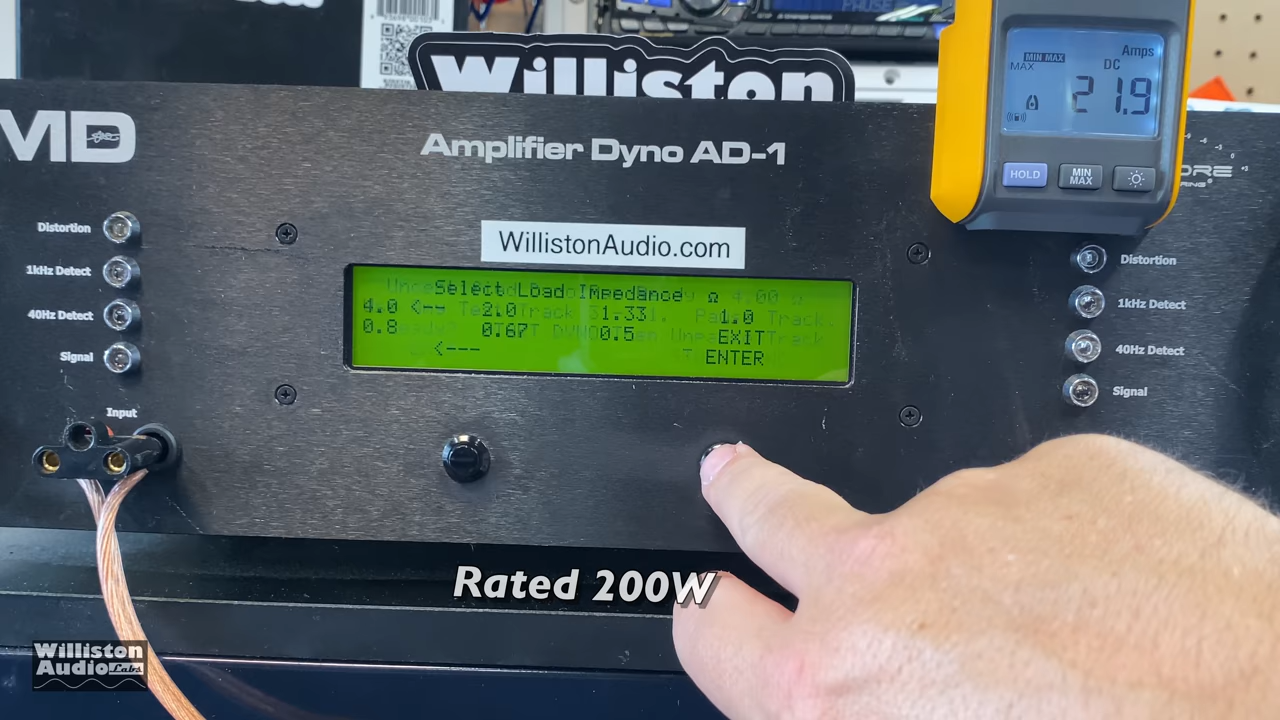 PAUSE
Williston
MD
Amplifier Dyno AD-1
WillistonAudio.com
MIN MAX
Amps
MAX
DC
21.9
HOLD
MIN
MAX
Distortion
1kHz Detect
40Hz Detect
Signal
Input
Select Load Impedance
4.0 <-- 2.0 1.33 1.0
0.8 0.67 0.5 EXIT
<--- ENTER
Distortion
1kHz Detect
40Hz Detect
Signal
Rated 200W
Williston
Audio Labs